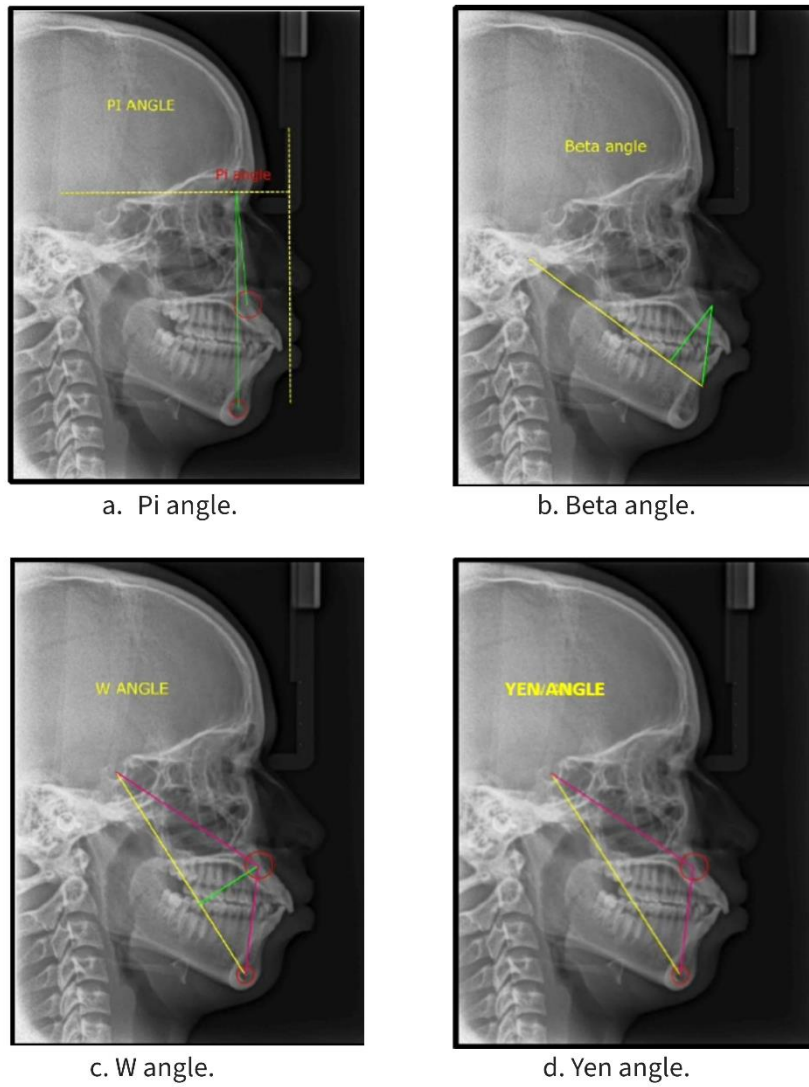 PI ANGLE
Pi angle
Beta angle
a. Pi angle.
b. Beta angle.
W ANGLE
YEN ANGLE
c. W angle.
d. Yen angle.